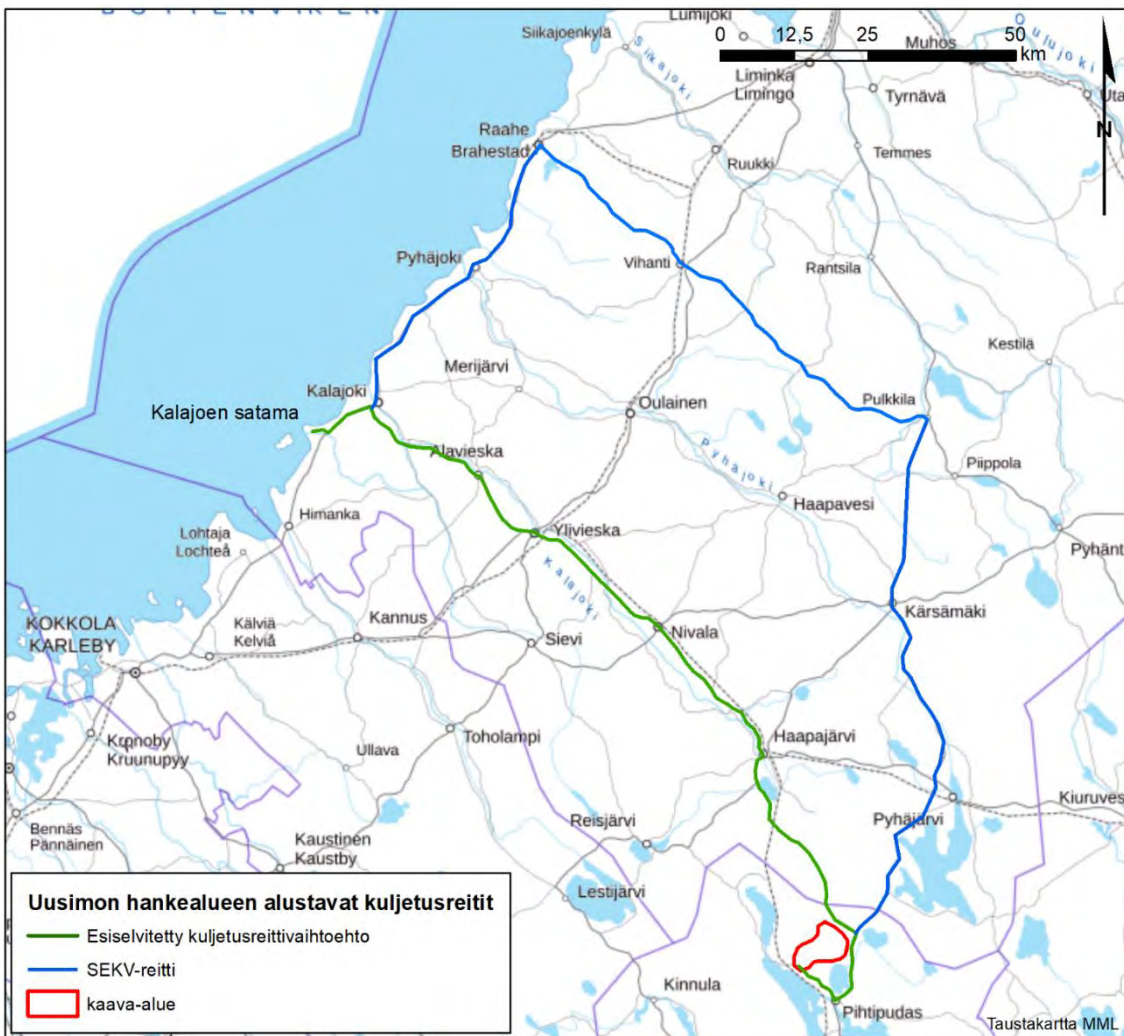 BOTTENVIKEN
Siikajoenkylä
Lumijoki
Siikajoki
0 12,5 25 50
km
Muhos
Oulujoki
Liminka
Limingo
Tyrnävä
N
Raahe
Brahestad
Ruukki
Temmes
Pyhäjoki
Vihanti
Rantsila
Kestilä
Merijärvi
Kalajoki
Kalajoen satama
Oulainen
Pulkkila
Alavieska
Pyhäjoki
Piippola
Haapavesi
Himanka
Lohtaja
Lochteå
Ylivieska
Pyhänt
Kalajoki
KOKKOLA
KARLEBY
Kälviä
Kelviå
Kannus
Sievi
Nivala
Kärsämäki
Kronoby
Kruunupyy
Ullava
Toholampi
Haapajärvi
Kiuruves
Bennäs
Pännäinen
Kaustinen
Kaustby
Reisjärvi
Pyhäjärvi
Lestijärvi
Uusimon hankealueen alustavat kuljetusreitit
Esiselvitetty kuljetusreittivaihtoehto
SEKV-reitti
kaava-alue
Kinnula
Pihtipudas
Taustakartta MML